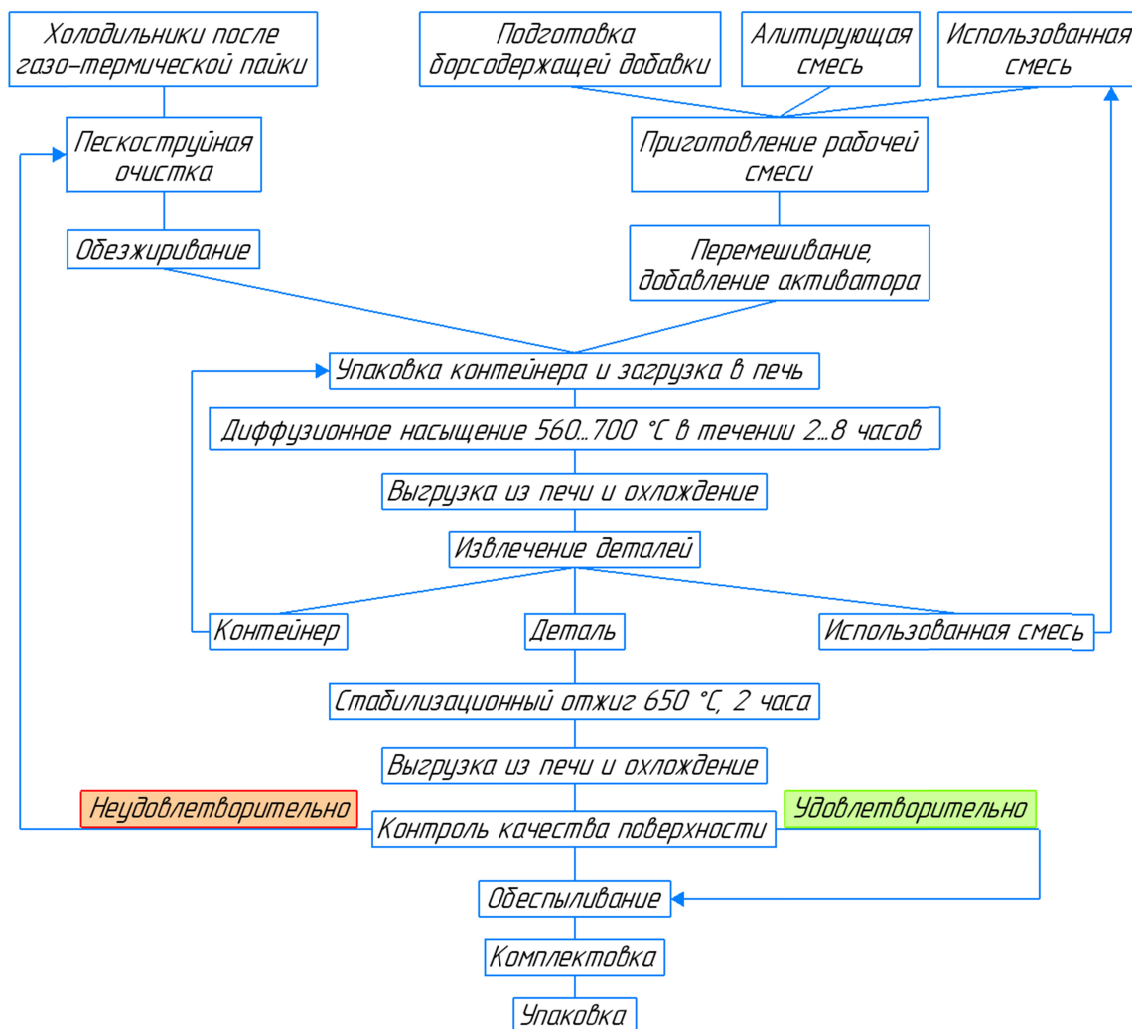 Холодильники после
газо-термической пайки
Подготовка
борсодержащей добавки
Алитирующая
смесь
Использованная
смесь
Пескоструйная
очистка
Приготовление рабочей
смеси
Обезжиривание
Перемешивание,
добавление активатора
Упаковка контейнера и загрузка в печь
Диффузионное насыщение 560...700 °С в течении 2...8 часов
Выгрузка из печи и охлождение
Извлечение деталей
Контейнер
Деталь
Использованная смесь
Стабилизационный отжиг 650 °С, 2 часа
Выгрузка из печи и охлождение
Неудовлетворительно
Удовлетворительно
Контроль качества поверхности
Обеспыливание
Комплектовка
Упаковка